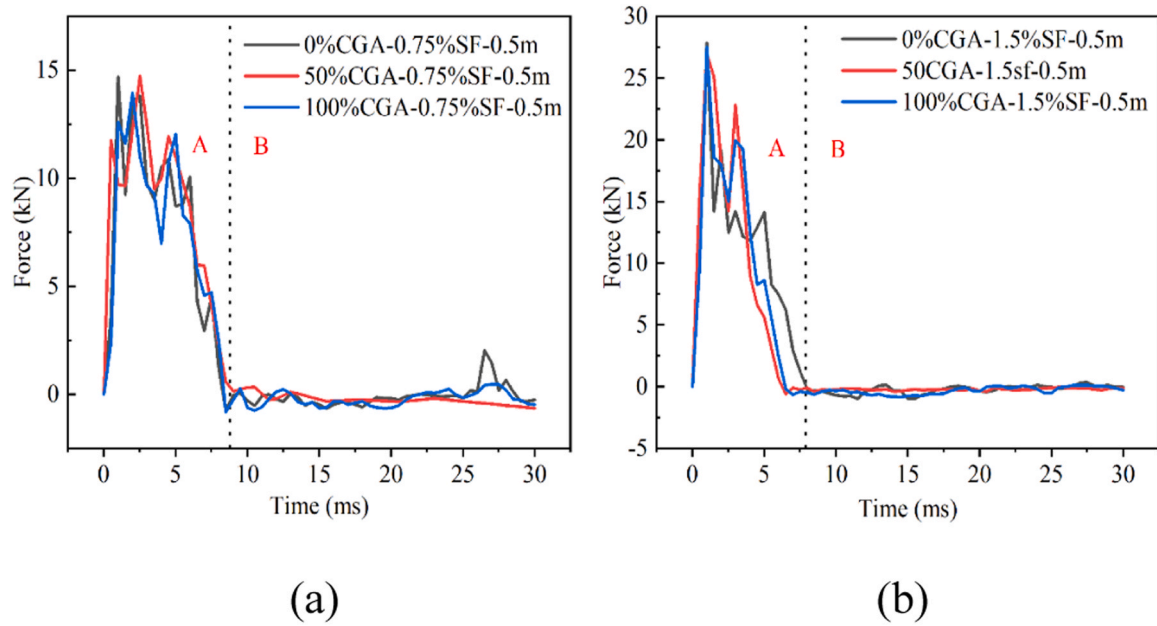 15
10
5
0
Force (kN)
0%CGA-0.75%SF-0.5m
50%CGA-0.75%SF-0.5m
100%CGA-0.75%SF-0.5m
A
B
0 5 10 15 20 25 30
Time (ms)
(a)
30
25
20
15
10
5
0
-5
Force (kN)
0%CGA-1.5%SF-0.5m
50CGA-1.5sf-0.5m
100%CGA-1.5%SF-0.5m
A
B
0 5 10 15 20 25 30
Time (ms)
(b)